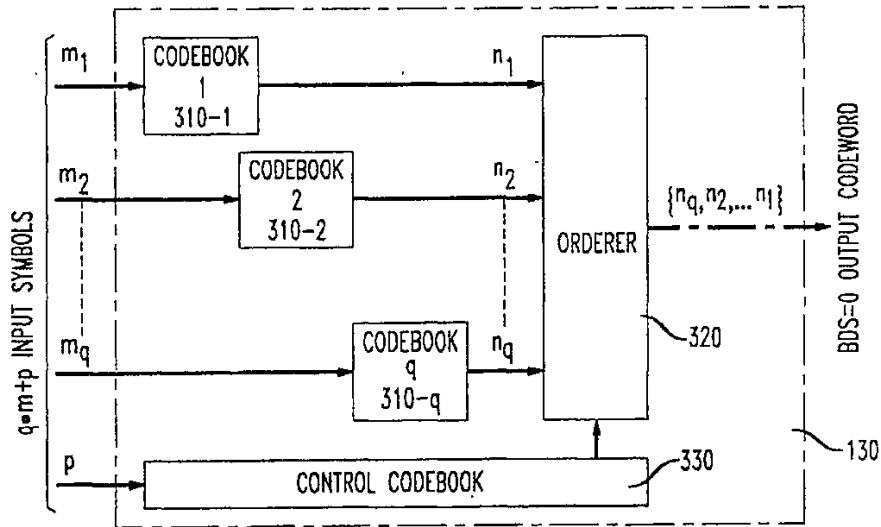 q•m+p INPUT SYMBOLS
m1
CODEBOOK
1
310-1
n1
m2
CODEBOOK
2
310-2
n2
mq
CODEBOOK
q
310-q
nq
ORDERER
{nq,n2,...n1}
BDS=0 OUTPUT CODEWORD
320
p
CONTROL CODEBOOK
330
130